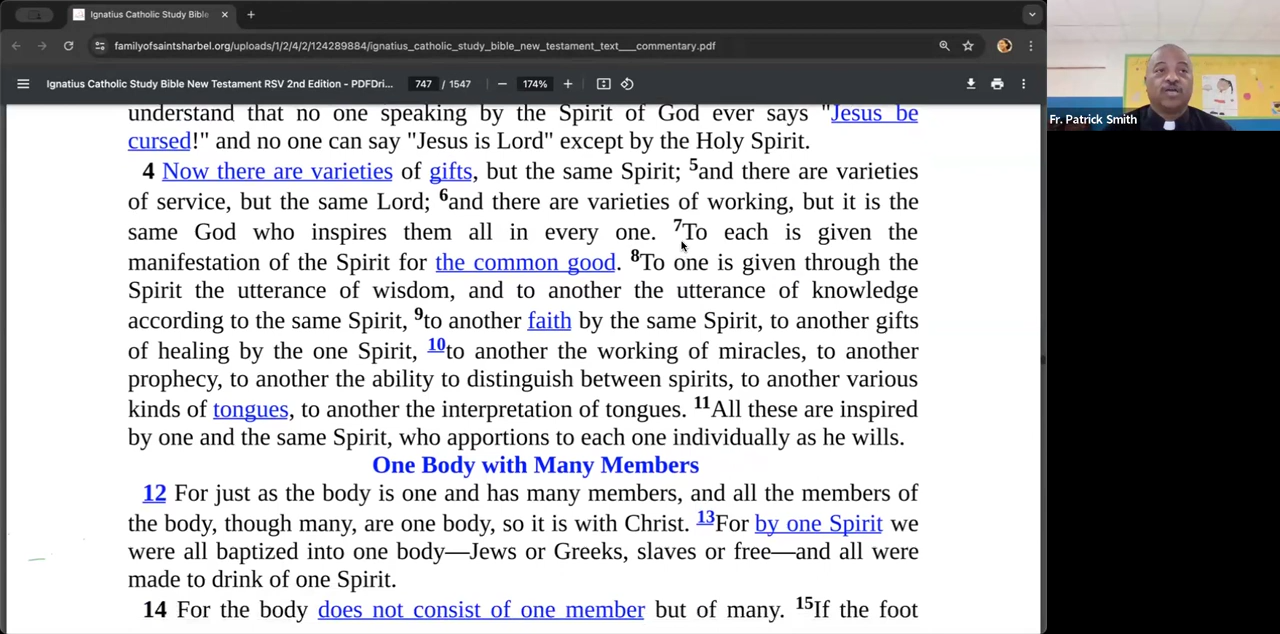 Ignatius Catholic Study Bible
familyofsaintsharbel.org/uploads/1/2/4/2/124289884/ignatius_catholic_study_bible_new_testament_text___commentary.pdf
Ignatius Catholic Study Bible New Testament RSV 2nd Edition - PDFDri... 747 / 1547 174%
Fr. Patrick Smith
understand that no one speaking by the Spirit of God ever says "Jesus be
cursed!" and no one can say "Jesus is Lord" except by the Holy Spirit.
4 Now there are varieties of gifts, but the same Spirit; 5and there are varieties
of service, but the same Lord; 6and there are varieties of working, but it is the
same God who inspires them all in every one. 7To each is given the
manifestation of the Spirit for the common good. 8To one is given through the
Spirit the utterance of wisdom, and to another the utterance of knowledge
according to the same Spirit, 9to another faith by the same Spirit, to another gifts
of healing by the one Spirit, 10to another the working of miracles, to another
prophecy, to another the ability to distinguish between spirits, to another various
kinds of tongues, to another the interpretation of tongues. 11All these are inspired
by one and the same Spirit, who apportions to each one individually as he wills.
One Body with Many Members
12 For just as the body is one and has many members, and all the members of
the body, though many, are one body, so it is with Christ. 13For by one Spirit we
were all baptized into one body—Jews or Greeks, slaves or free—and all were
made to drink of one Spirit.
14 For the body does not consist of one member but of many. 15If the foot